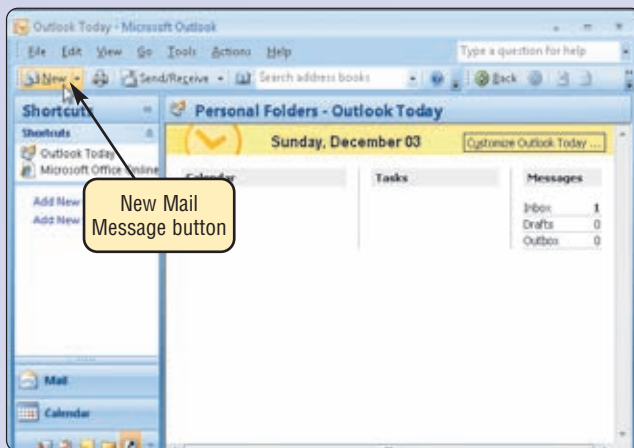 Outlook Today - Microsoft Outlook
File Edit View Go Tools Actions Help Type a question for help
New Send/Receive Search address books Back
Shortcuts Personal Folders - Outlook Today
Shortcuts Sunday, December 03 Customize Outlook Today ...
Outlook Today
Microsoft Office Online Calendar Tasks Messages
Add New Inbox 1
Add New Drafts 0
Outbox 0
New Mail
Message button
Mail
Calendar